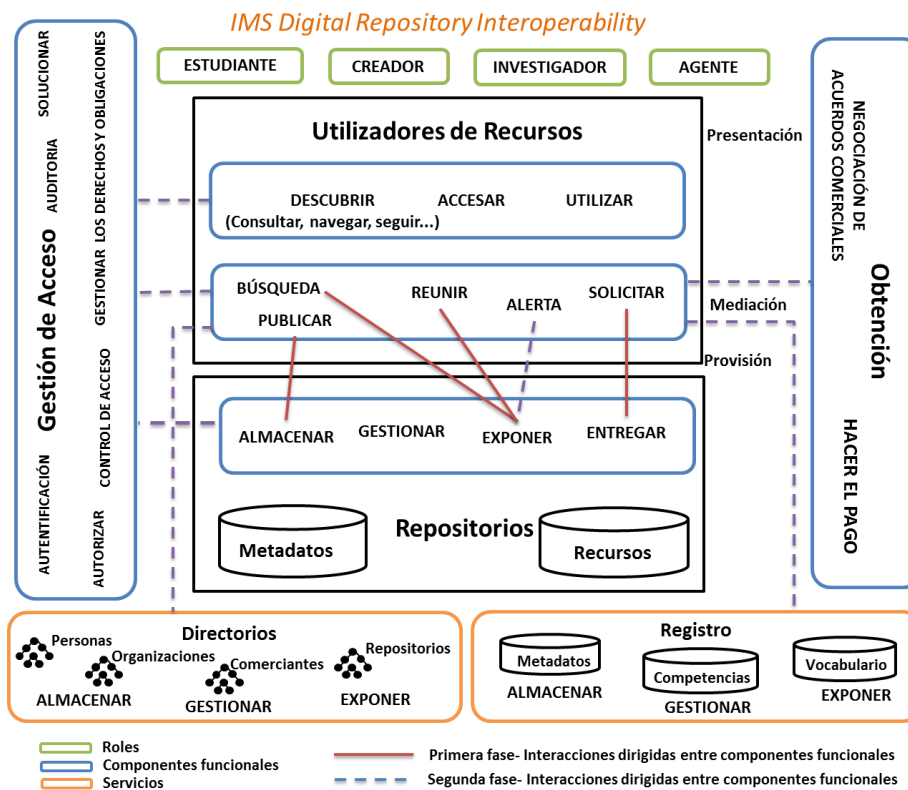 IMS Digital Repository Interoperability
ESTUDIANTE
CREADOR
INVESTIGADOR
AGENTE
Gestión de Acceso
SOLUCIONAR
AUDITORIA
AUTENTIFICACIÓN
GESTIONAR LOS DERECHOS Y OBLIGACIONES
CONTROL DE ACCESO
AUTORIZAR
Utilizadores de Recursos
Presentación
DESCUBRIR
(Consultar, navegar, seguir...)
ACCESAR
UTILIZAR
BÚSQUEDA
REUNIR
ALERTA
SOLICITAR
PUBLICAR
Mediación
Provisión
ALMACENAR
GESTIONAR
EXPONER
ENTREGAR
Repositorios
Metadatos
Recursos
NEGOCIACIÓN DE
ACUERDOS COMERCIALES
Obtención
HACER EL PAGO
Directorios
Personas
Organizaciones
Comerciantes
Repositorios
ALMACENAR
GESTIONAR
EXPONER
Registro
Metadatos
Competencias
Vocabulario
ALMACENAR
GESTIONAR
EXPONER
Roles
Componentes funcionales
Servicios
Primera fase- Interacciones dirigidas entre componentes funcionales
Segunda fase- Interacciones dirigidas entre componentes funcionales